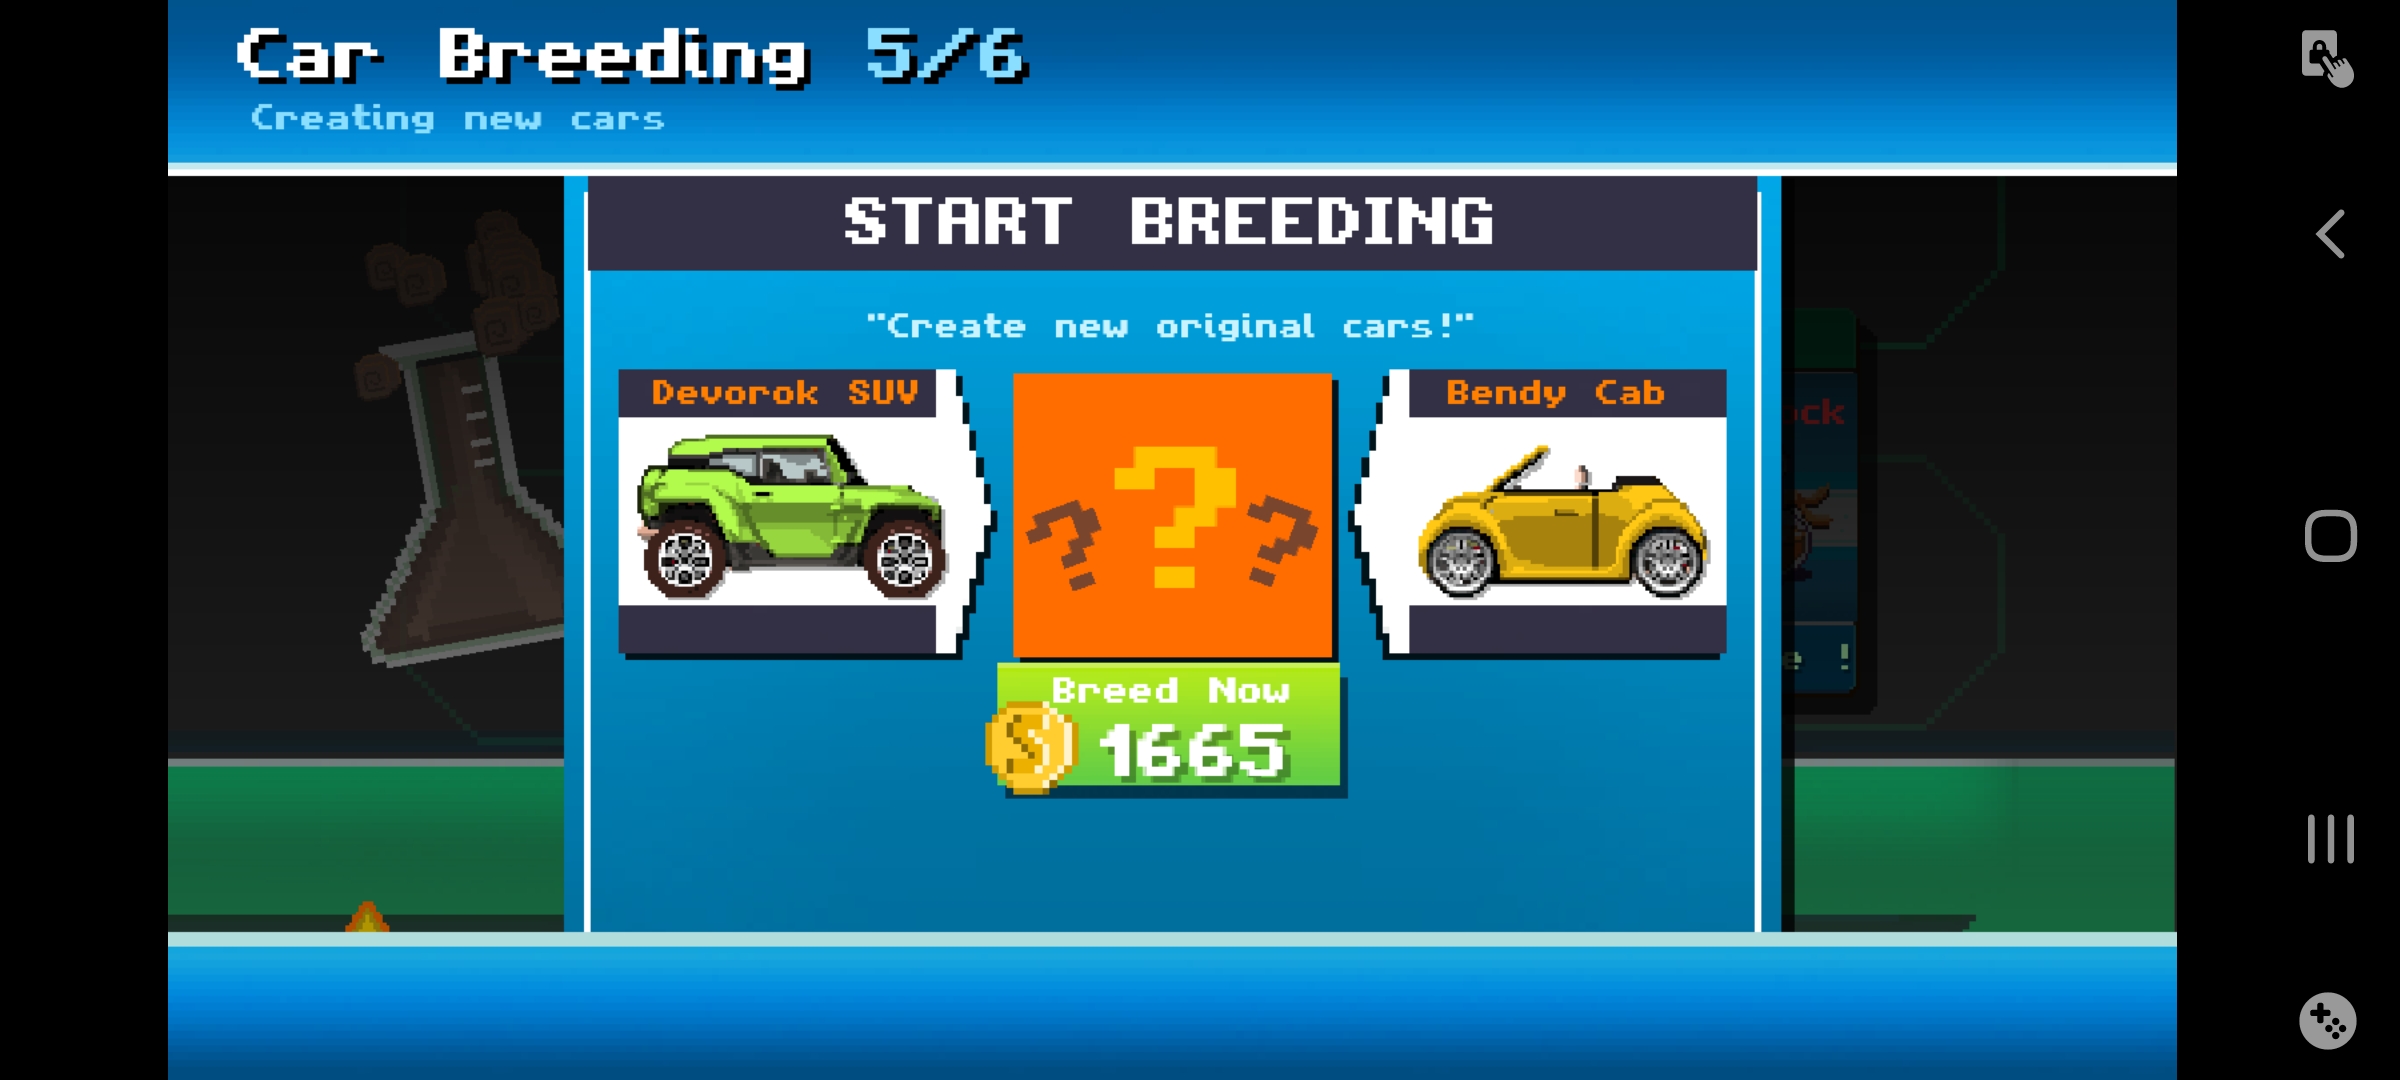 Car Breeding 5/6
Creating new cars
START BREEDING
"Create new original cars!"
Devorok SUV
Bendy Cab
? ? ?
Breed Now
1665
!